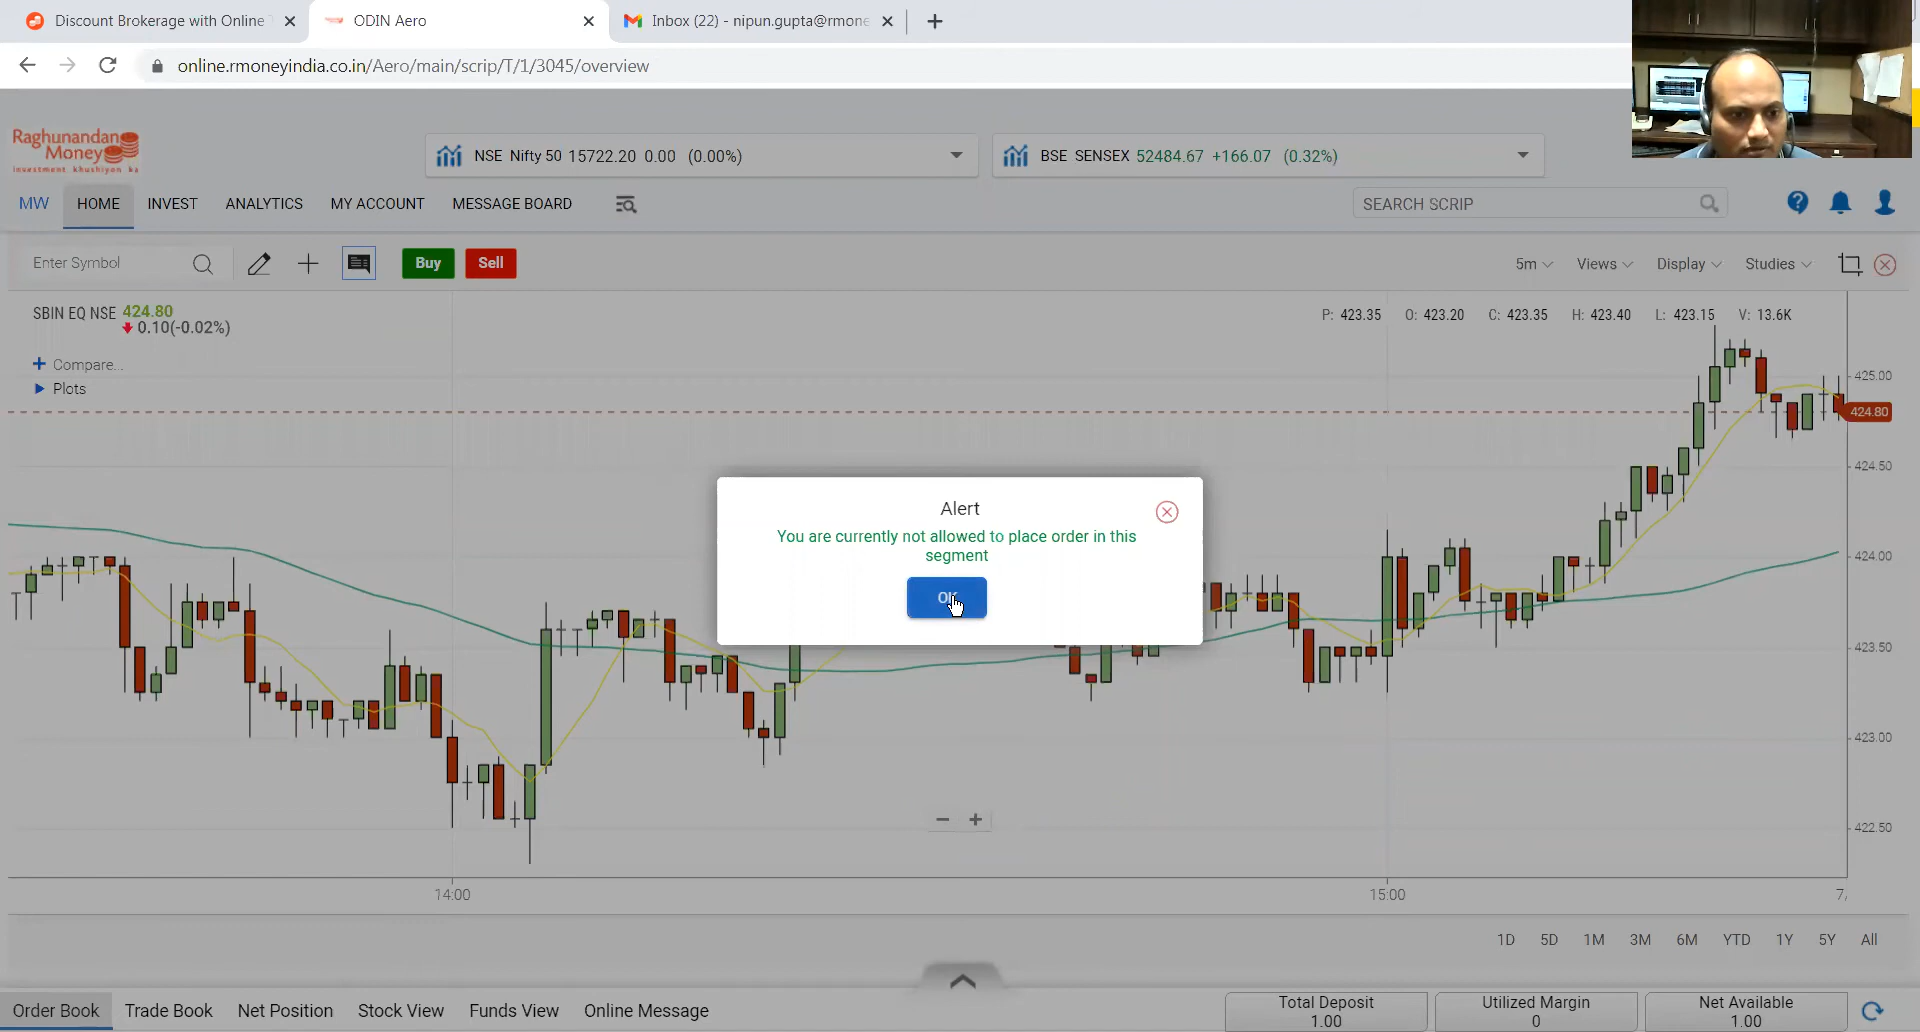 Discount Brokerage with Online
ODIN Aero
Inbox (22) - nipun.gupta@rmone
online.rmoneyindia.co.in/Aero/main/scrip/T/1/3045/overview
Raghunandan
Money
investment. khushiyon ka
NSE Nifty 50 15722.20 0.00 (0.00%)
BSE SENSEX 52484.67 +166.07 (0.32%)
MW HOME INVEST ANALYTICS MY ACCOUNT MESSAGE BOARD
SEARCH SCRIP
Enter Symbol
Buy
Sell
5m Views Display Studies
SBIN EQ NSE 424.80
0.10(-0.02%)
P: 423.35 O: 423.20 C: 423.35 H: 423.40 L: 423.15 V: 13.6K
+ Compare...
Plots
425.00
424.80
424.50
424.00
423.50
423.00
422.50
Alert
You are currently not allowed to place order in this
segment
OK
14:00
15:00
7/
1D 5D 1M 3M 6M YTD 1Y 5Y All
Order Book Trade Book Net Position Stock View Funds View Online Message
Total Deposit
1.00
Utilized Margin
0
Net Available
1.00